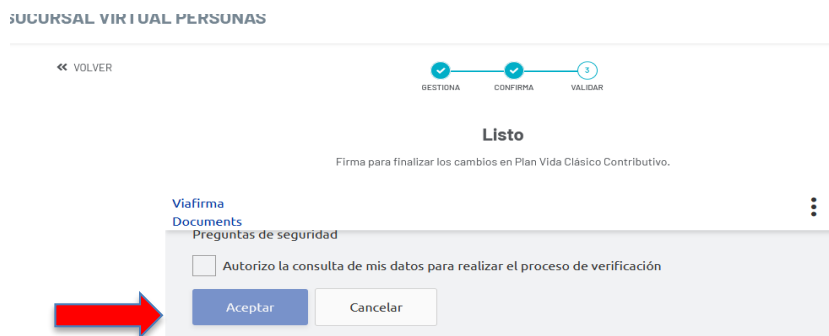 SUCURSAL VIRTUAL PERSONAS
VOLVER
3
GESTIONA CONFIRMA VALIDAR
Listo
Firma para finalizar los cambios en Plan Vida Clásico Contributivo.
Viafirma
Documents
Preguntas de seguridad
Autorizo la consulta de mis datos para realizar el proceso de verificación
Aceptar Cancelar